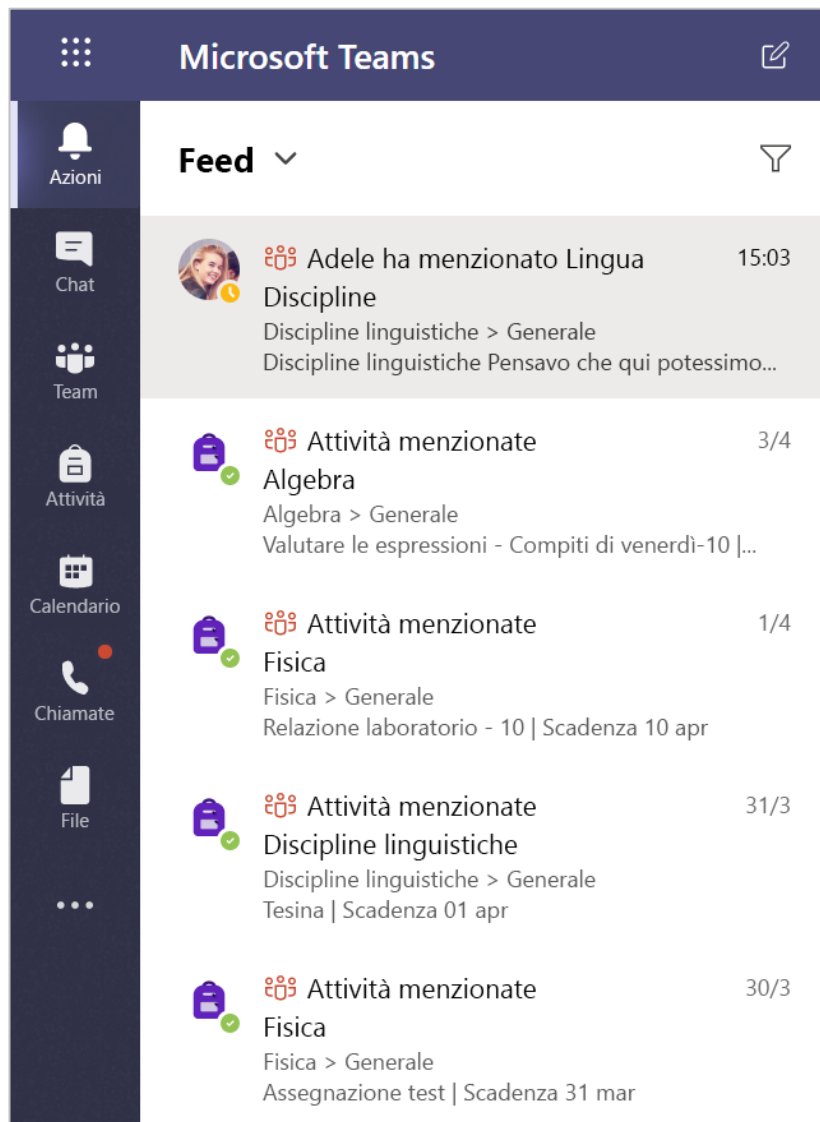 Microsoft Teams
Azioni
Chat
Team
Attività
Calendario
Chiamate
File
Feed
Adele ha menzionato Lingua 15:03
Discipline
Discipline linguistiche > Generale
Discipline linguistiche Pensavo che qui potessimo...
Attività menzionate 3/4
Algebra
Algebra > Generale
Valutare le espressioni - Compiti di venerdì-10 |...
Attività menzionate 1/4
Fisica
Fisica > Generale
Relazione laboratorio - 10 | Scadenza 10 apr
Attività menzionate 31/3
Discipline linguistiche
Discipline linguistiche > Generale
Tesina | Scadenza 01 apr
Attività menzionate 30/3
Fisica
Fisica > Generale
Assegnazione test | Scadenza 31 mar